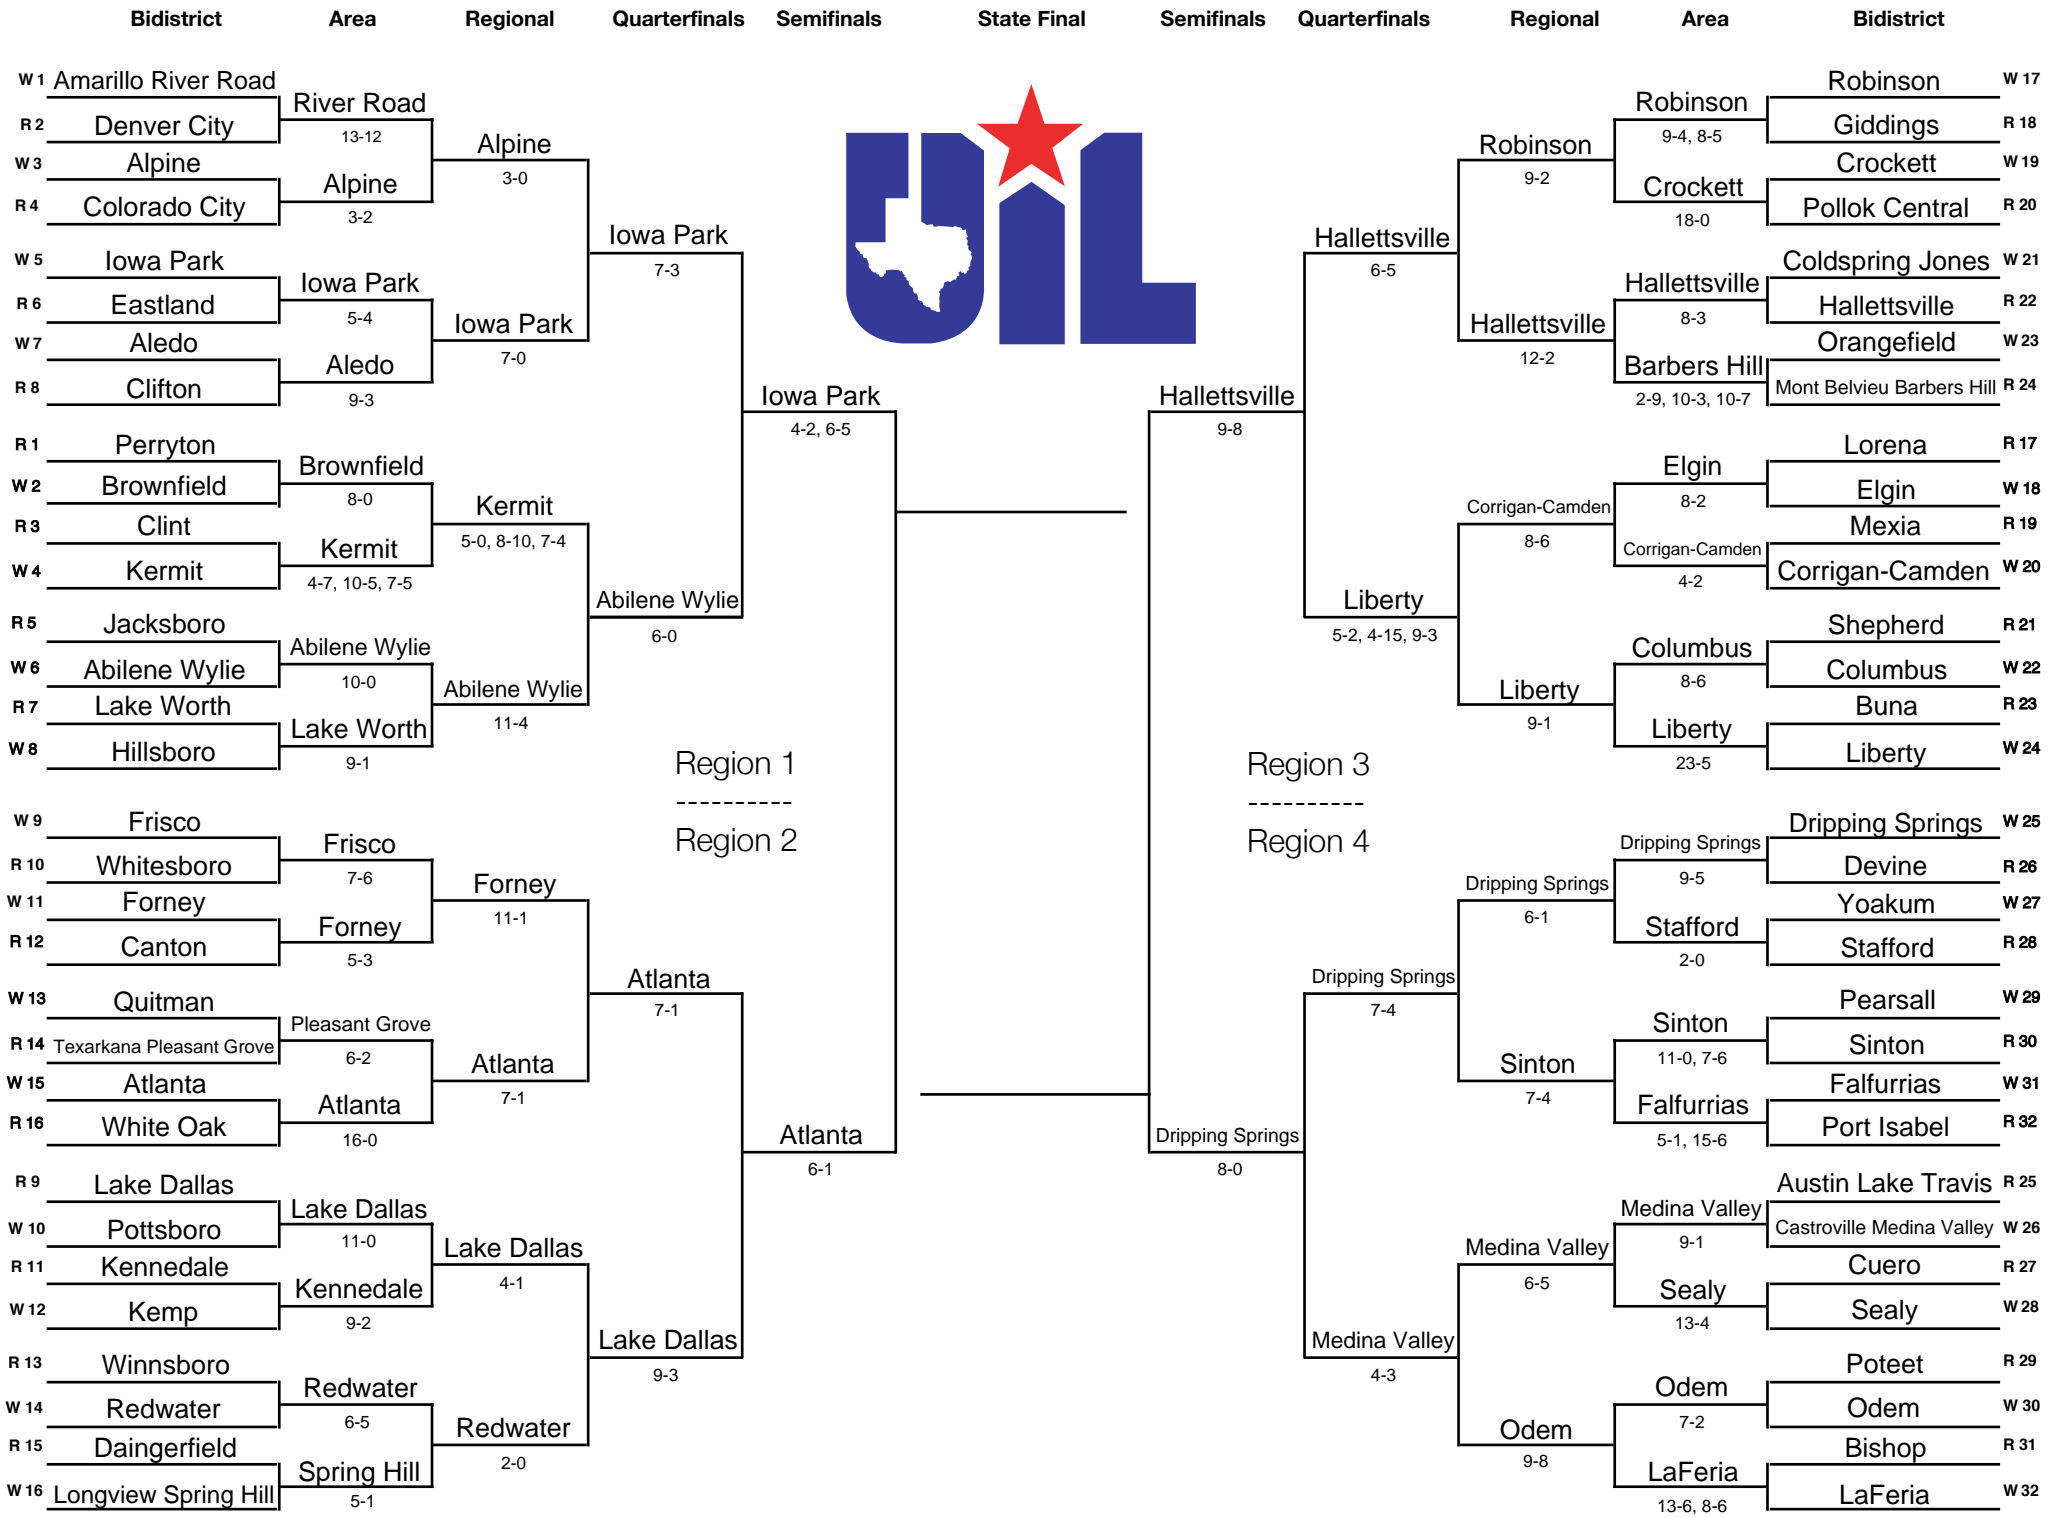 Bidistrict Area Regional Quarterfinals Semifinals State Final Semifinals Quarterfinals Regional Area Bidistrict
W 1 Amarillo River Road
River Road
13-12
R 2 Denver City
Alpine
3-0
W 3 Alpine
Alpine
3-2
R 4 Colorado City
Iowa Park
7-3
W 5 Iowa Park
Iowa Park
5-4
R 6 Eastland
Iowa Park
7-0
W 7 Aledo
Aledo
9-3
R 8 Clifton
Iowa Park
4-2, 6-5
R 1 Perryton
Brownfield
8-0
W 2 Brownfield
Kermit
5-0, 8-10, 7-4
R 3 Clint
Kermit
4-7, 10-5, 7-5
W 4 Kermit
Abilene Wylie
6-0
R 5 Jacksboro
Abilene Wylie
10-0
W 6 Abilene Wylie
Abilene Wylie
11-4
R 7 Lake Worth
Lake Worth
9-1
W 8 Hillsboro
Region 1
----------
Region 2
W 9 Frisco
Frisco
7-6
R 10 Whitesboro
Forney
11-1
W 11 Forney
Forney
5-3
R 12 Canton
Atlanta
7-1
W 13 Quitman
Pleasant Grove
6-2
R 14 Texarkana Pleasant Grove
Atlanta
7-1
W 15 Atlanta
Atlanta
16-0
R 16 White Oak
Atlanta
6-1
R 9 Lake Dallas
Lake Dallas
11-0
W 10 Pottsboro
Lake Dallas
4-1
R 11 Kennedale
Kennedale
9-2
W 12 Kemp
Lake Dallas
9-3
R 13 Winnsboro
Redwater
6-5
W 14 Redwater
Redwater
2-0
R 15 Daingerfield
Spring Hill
5-1
W 16 Longview Spring Hill
UIL
Robinson W 17
Robinson
9-4, 8-5
Giddings R 18
Robinson
9-2
Crockett W 19
Crockett
18-0
Pollok Central R 20
Hallettsville
6-5
Coldspring Jones W 21
Hallettsville
8-3
Hallettsville R 22
Hallettsville
12-2
Orangefield W 23
Barbers Hill
2-9, 10-3, 10-7
Mont Belvieu Barbers Hill R 24
Hallettsville
9-8
Lorena R 17
Elgin
8-2
Elgin W 18
Corrigan-Camden
8-6
Mexia R 19
Corrigan-Camden
4-2
Corrigan-Camden W 20
Liberty
5-2, 4-15, 9-3
Shepherd R 21
Columbus
8-6
Columbus W 22
Liberty
9-1
Buna R 23
Liberty
23-5
Liberty W 24
Region 3
----------
Region 4
Dripping Springs W 25
Dripping Springs
9-5
Devine R 26
Dripping Springs
6-1
Yoakum W 27
Stafford
2-0
Stafford R 28
Dripping Springs
7-4
Pearsall W 29
Sinton
11-0, 7-6
Sinton R 30
Sinton
7-4
Falfurrias W 31
Falfurrias
5-1, 15-6
Port Isabel R 32
Dripping Springs
8-0
Austin Lake Travis R 25
Medina Valley
9-1
Castroville Medina Valley W 26
Medina Valley
6-5
Cuero R 27
Sealy
13-4
Sealy W 28
Medina Valley
4-3
Poteet R 29
Odem
7-2
Odem W 30
Odem
9-8
Bishop R 31
LaFeria
13-6, 8-6
LaFeria W 32